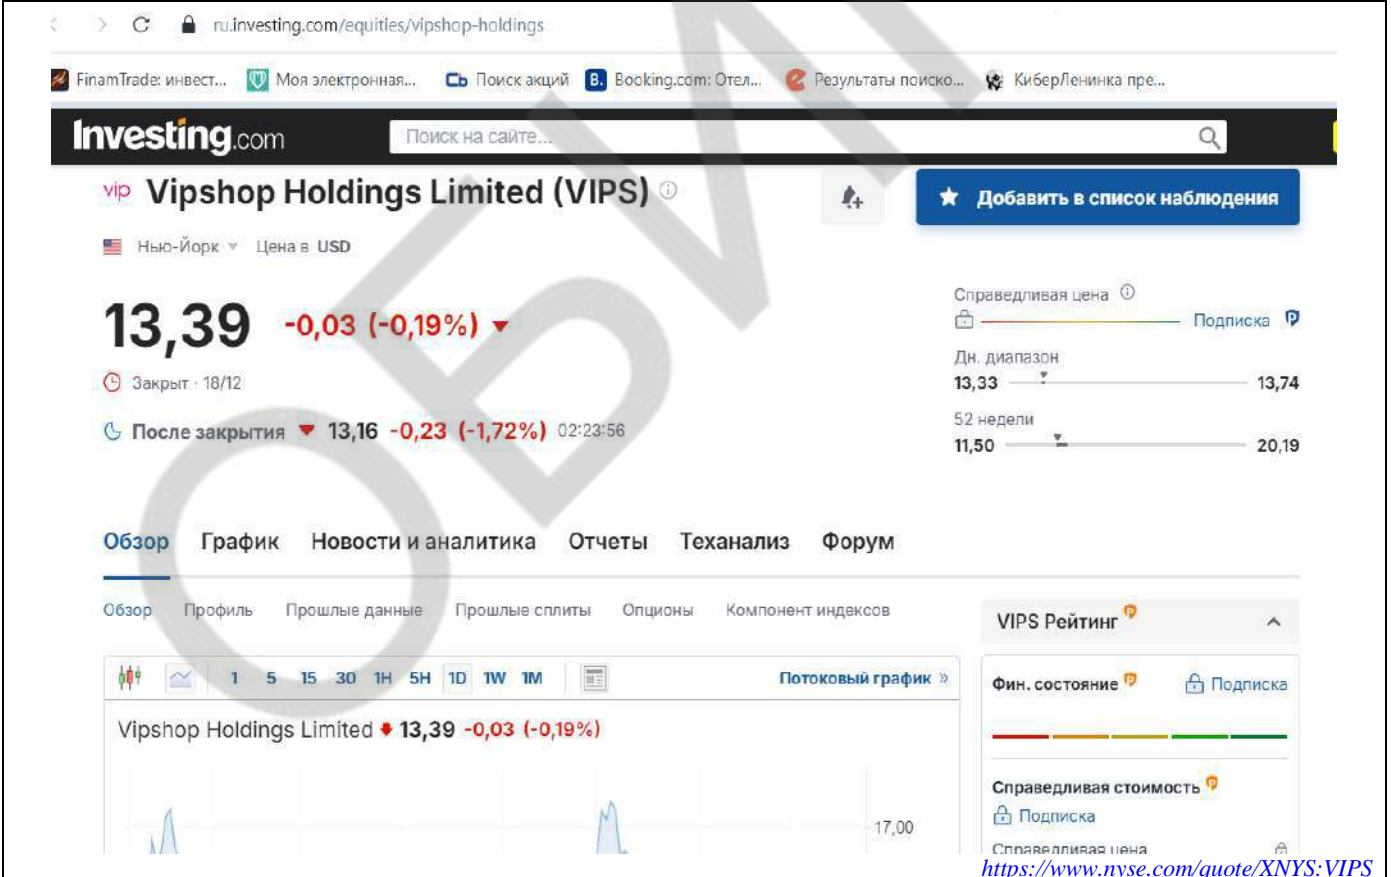 ru.investing.com/equities/vipshop-holdings
FinamTrade: инвест... Моя электронная... Сь Поиск акций B. Booking.com: Отел... Результаты поиско... КиберЛенинка пре...
Investing.com Поиск на сайте...
vip Vipshop Holdings Limited (VIPS)
Добавить в список наблюдения
Нью-Йорк Цена в USD
13,39 -0,03 (-0,19%)
Закрыт · 18/12
После закрытия 13,16 -0,23 (-1,72%) 02:23:56
Справедливая цена
Подписка
Дн. диапазон
13,33 13,74
52 недели
11,50 20,19
Обзор График Новости и аналитика Отчеты Теханализ Форум
Обзор Профиль Прошлые данные Прошлые сплиты Опционы Компонент индексов
1 5 15 30 1H 5H 1D 1W 1M Потоковый график »
Vipshop Holdings Limited 13,39 -0,03 (-0,19%)
17,00
VIPS Рейтинг
Фин. состояние Подписка
Справедливая стоимость
Подписка
Справедливая цена
https://www.nyse.com/quote/XNYS:VIPS